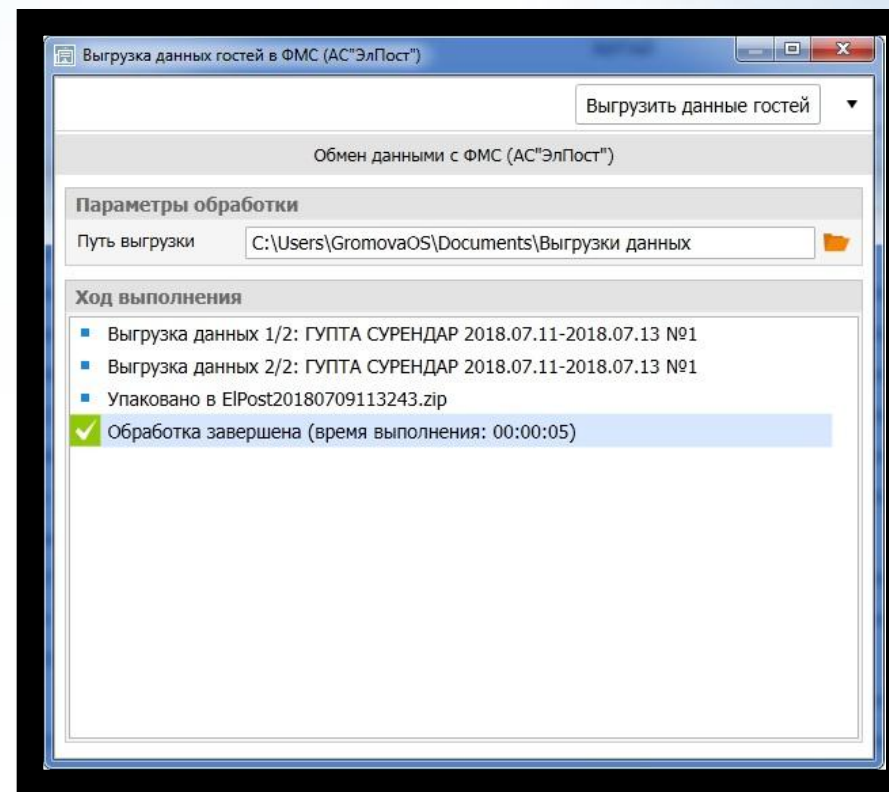 Выгрузка данных гостей в ФМС (АС"ЭлПост")
Выгрузить данные гостей
Обмен данными с ФМС (АС"ЭлПост")
Параметры обработки
Путь выгрузки C:\Users\GromovaOS\Documents\Выгрузки данных
Ход выполнения
Выгрузка данных 1/2: ГУПТА СУРЕНДАР 2018.07.11-2018.07.13 №1
Выгрузка данных 2/2: ГУПТА СУРЕНДАР 2018.07.11-2018.07.13 №1
Упаковано в ElPost20180709113243.zip
Обработка завершена (время выполнения: 00:00:05)